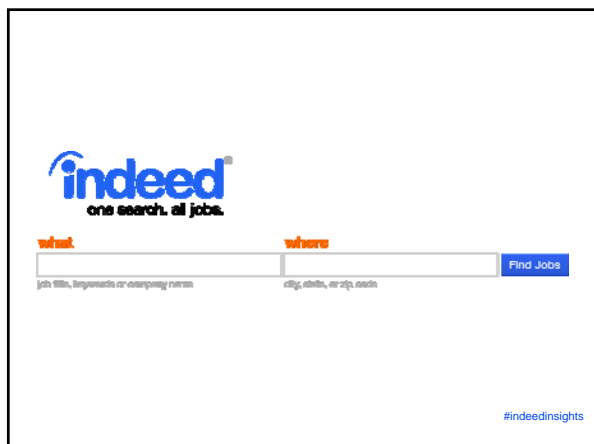 indeed®
one search. all jobs.
what where
Find Jobs
job title, keywords or company name city, state, or zip code
#indeedinsights